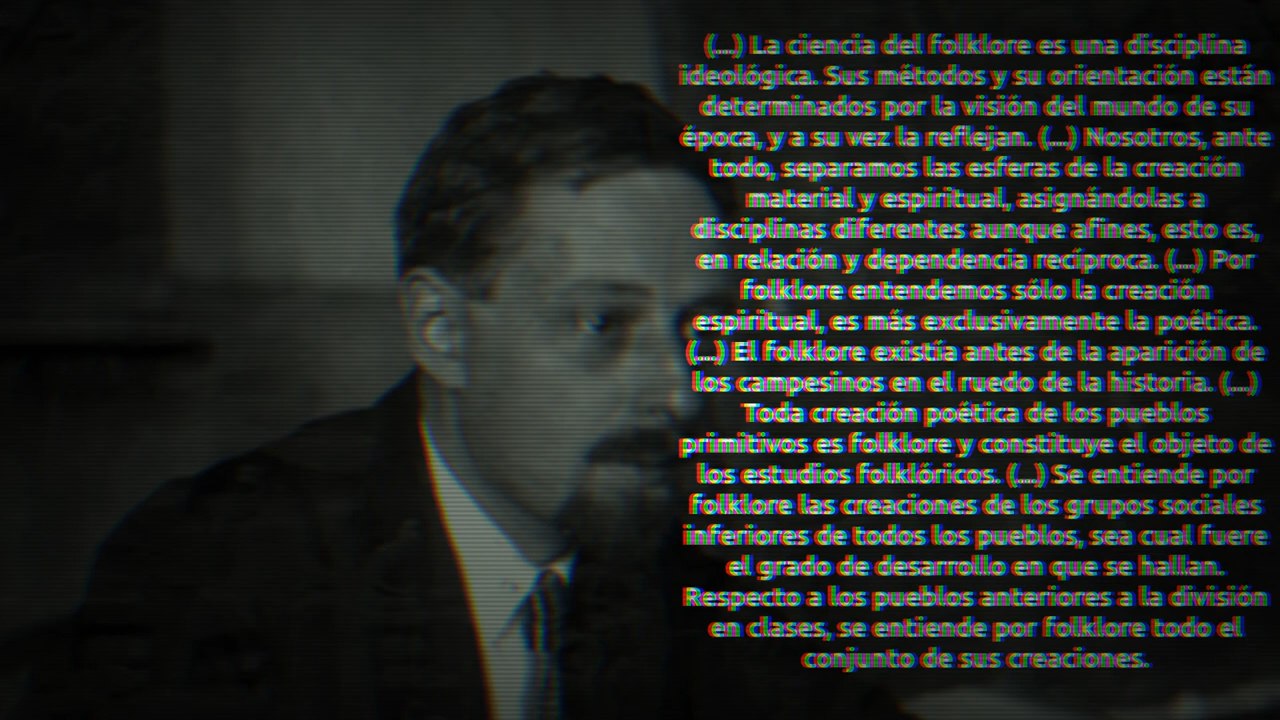 (...) La ciencia del folklore es una disciplina
ideológica. Sus métodos y su orientación están
determinados por la visión del mundo de su
época, y a su vez la reflejan. (...) Nosotros, ante
todo, separamos las esferas de la creación
material y espiritual, asignándolas a
disciplinas diferentes aunque afines, esto es,
en relación y dependencia recíproca. (...) Por
folklore entendemos sólo la creación
espiritual, es más exclusivamente la poética.
(...) El folklore existía antes de la aparición de
los campesinos en el ruedo de la historia. (...)
Toda creación poética de los pueblos
primitivos es folklore y constituye el objeto de
los estudios folklóricos. (...) Se entiende por
folklore las creaciones de los grupos sociales
inferiores de todos los pueblos, sea cual fuere
el grado de desarrollo en que se hallan.
Respecto a los pueblos anteriores a la división
en clases, se entiende por folklore todo el
conjunto de sus creaciones.